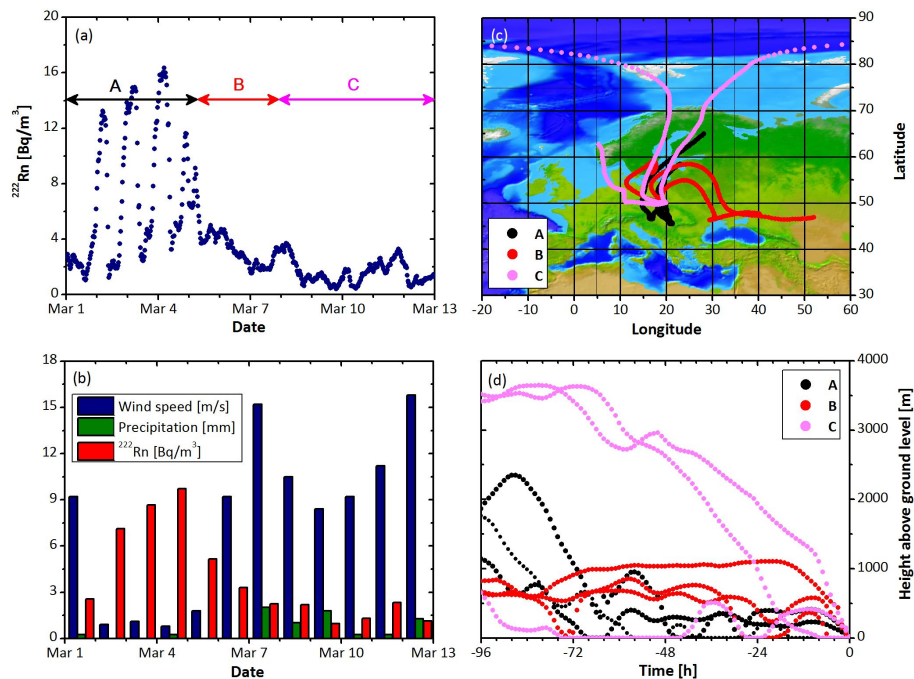 (a)
20
16
12
8
4
0
²²²Rn [Bq/m³]
A
B
C
Mar 1
Mar 4
Mar 7
Mar 10
Mar 13
Date
(c)
90
80
70
60
50
40
30
Latitude
A
B
C
-20
-10
0
10
20
30
40
50
60
Longitude
(b)
18
15
12
9
6
3
0
Wind speed [m/s]
Precipitation [mm]
²²²Rn [Bq/m³]
Mar 1
Mar 4
Mar 7
Mar 10
Mar 13
Date
(d)
4000
3000
2000
1000
0
Height above ground level [m]
A
B
C
-96
-72
-48
-24
0
Time [h]